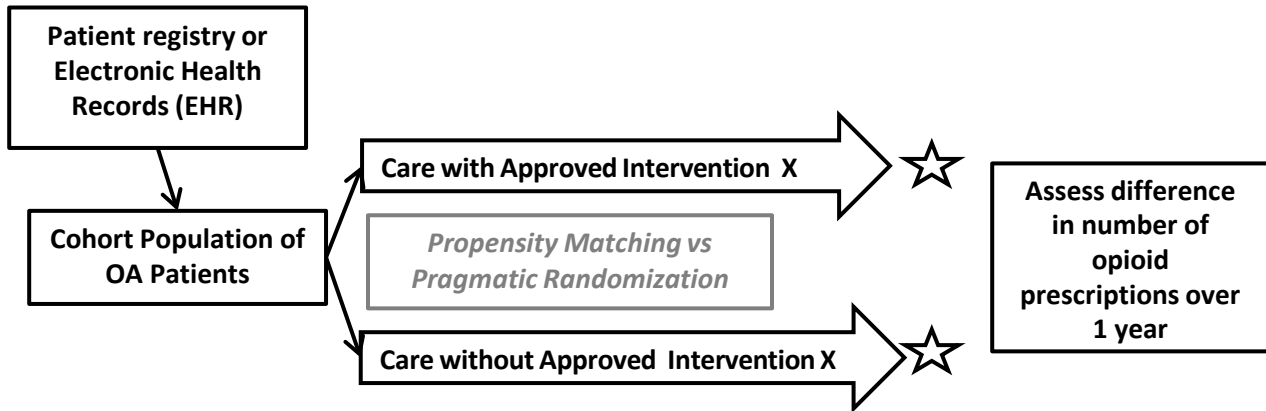 Patient registry or
Electronic Health
Records (EHR)
Care with Approved Intervention X
Cohort Population of
OA Patients
Propensity Matching vs
Pragmatic Randomization
Assess difference
in number of
opioid
prescriptions over
1 year
Care without Approved Intervention X